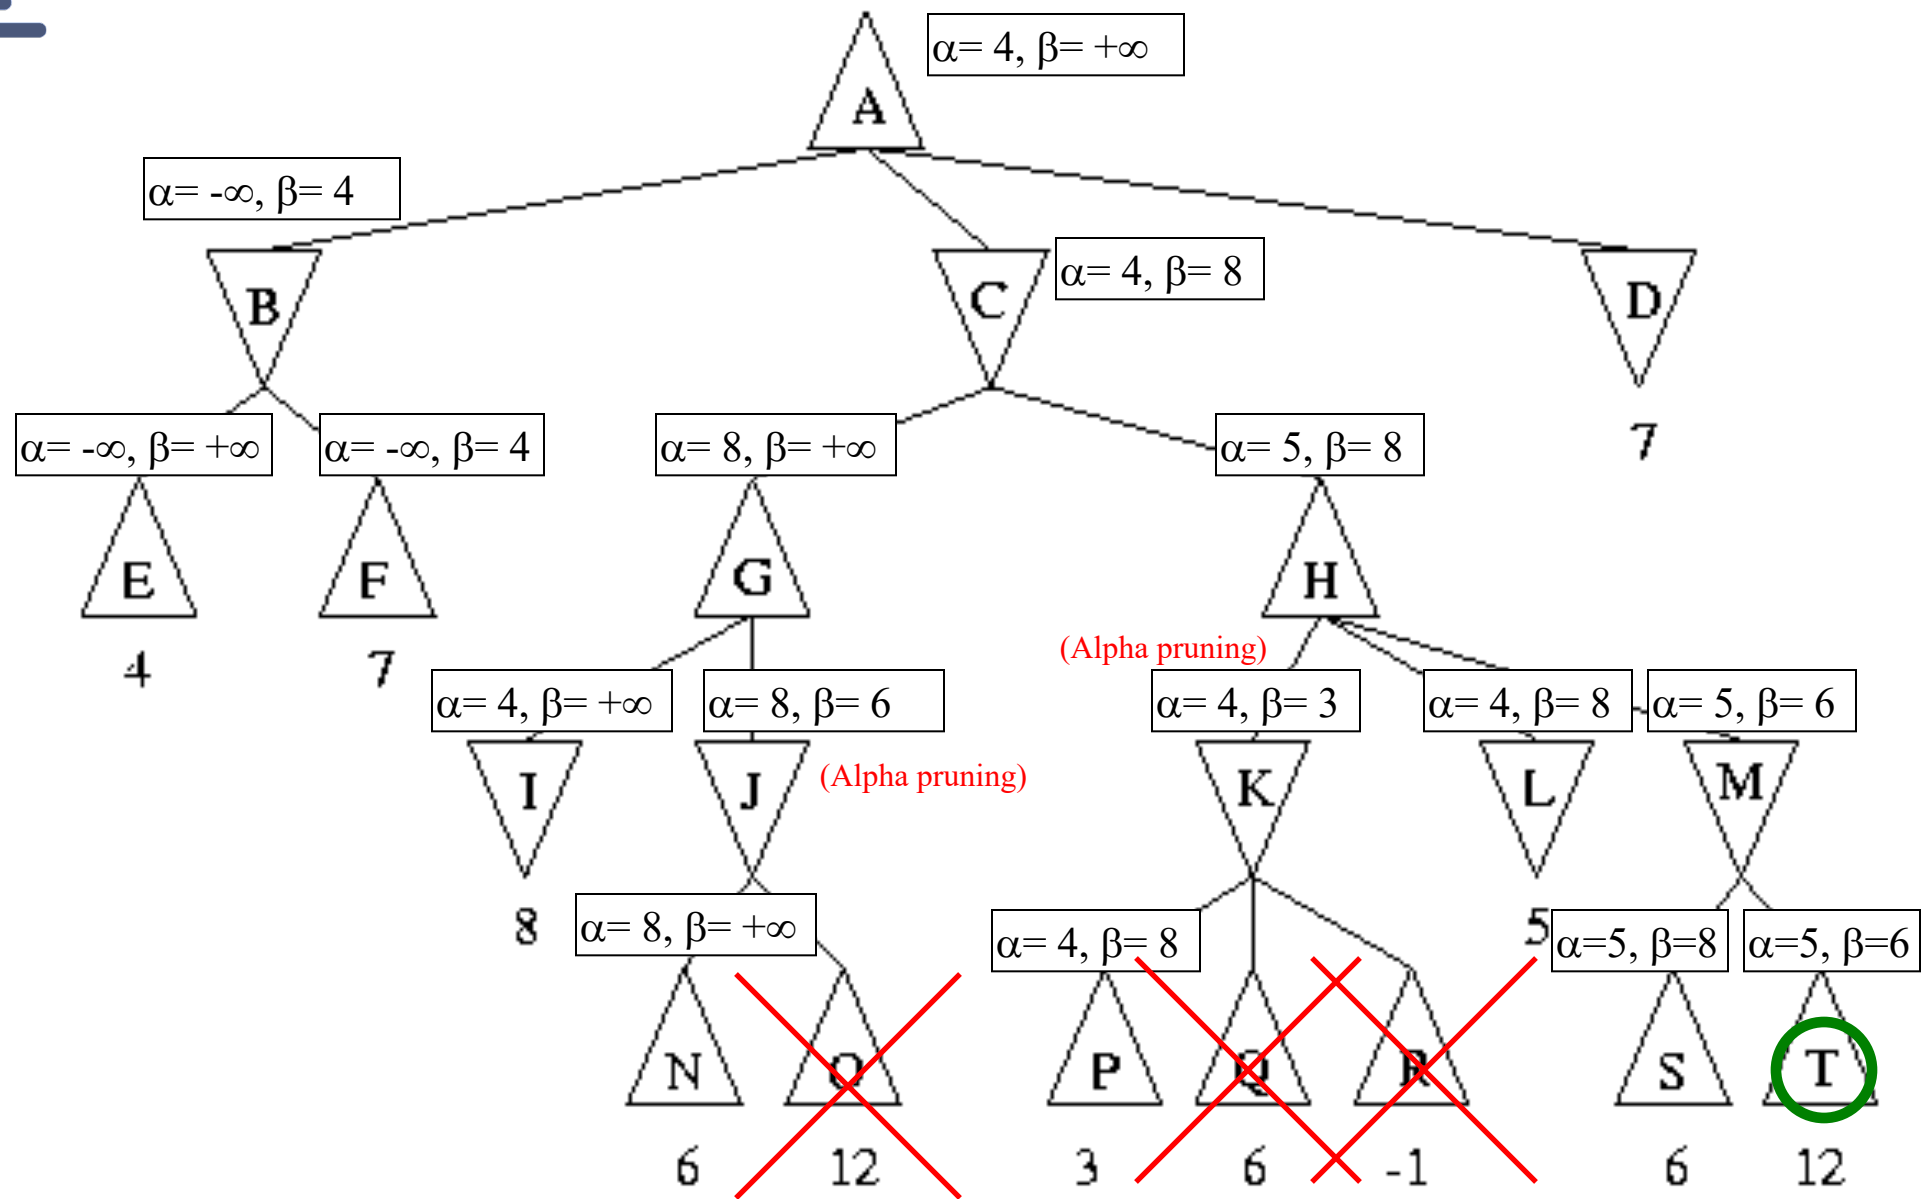 α= 4, β= +∞
A
α= -∞, β= 4
B
C
α= 4, β= 8
D
7
α= -∞, β= +∞
α= -∞, β= 4
α= 8, β= +∞
α= 5, β= 8
E
F
G
H
4
7
(Alpha pruning)
α= 4, β= +∞
α= 8, β= 6
α= 4, β= 3
α= 4, β= 8
α= 5, β= 6
I
J
(Alpha pruning)
K
L
M
8
α= 8, β= +∞
α= 4, β= 8
5
α=5, β=8
α=5, β=6
N
O
P
Q
R
S
T
6
12
3
6
-1
6
12